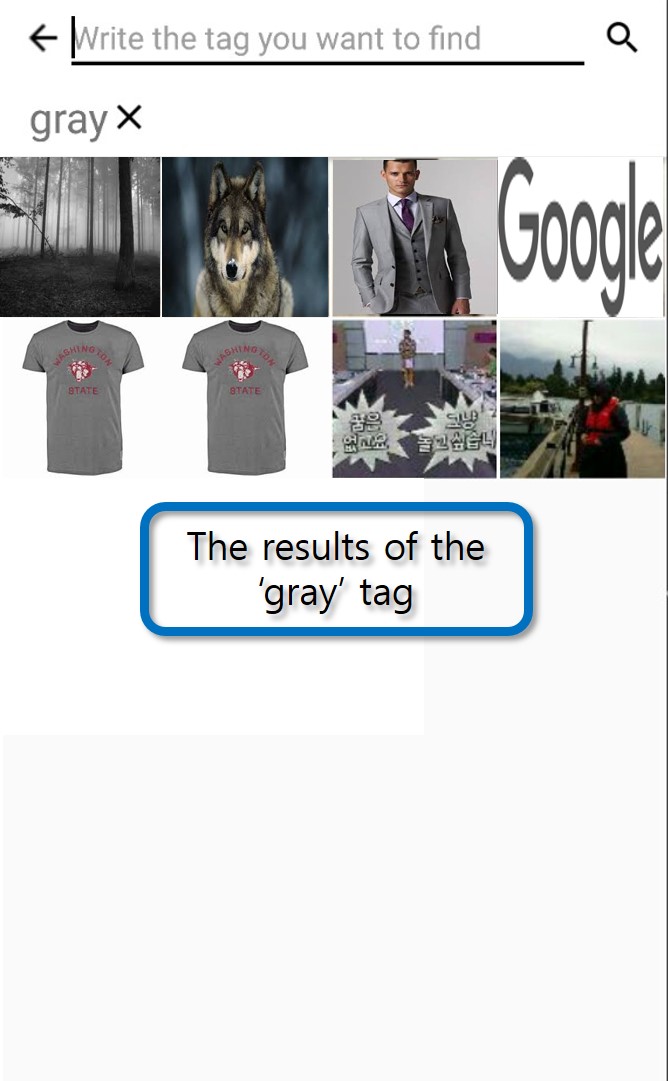 Write the tag you want to find
gray
Google
WASHINGTON
STATE
WASHINGTON
STATE
꿈은
없고요
그냥
놀고싶습니
The results of the
‘gray’ tag